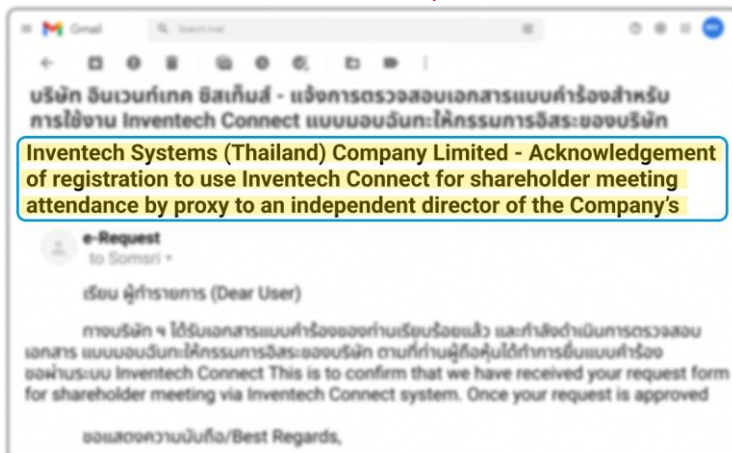 Gmail
บริษัท อินเวนท์เทค ซิสเท็มส์ - แจ้งการตรวจสอบเอกสารแบบคำร้องสำหรับ
การใช้งาน Inventech Connect แบบมอบฉันทะให้กรรมการอิสระของบริษัท
Inventech Systems (Thailand) Company Limited - Acknowledgement
of registration to use Inventech Connect for shareholder meeting
attendance by proxy to an independent director of the Company's
e-Request
to Somsri
เรียน ผู้ทำรายการ (Dear User)
ทางบริษัท ฯ ได้รับเอกสารแบบคำร้องของท่านเรียบร้อยแล้ว และกำลังดำเนินการตรวจสอบ
เอกสาร แบบมอบฉันทะให้กรรมการอิสระของบริษัท ตามที่ท่านผู้ถือหุ้นได้ทำการยื่นแบบคำร้อง
ขอผ่านระบบ Inventech Connect This is to confirm that we have received your request form
for shareholder meeting via Inventech Connect system. Once your request is approved
ขอแสดงความนับถือ/Best Regards,